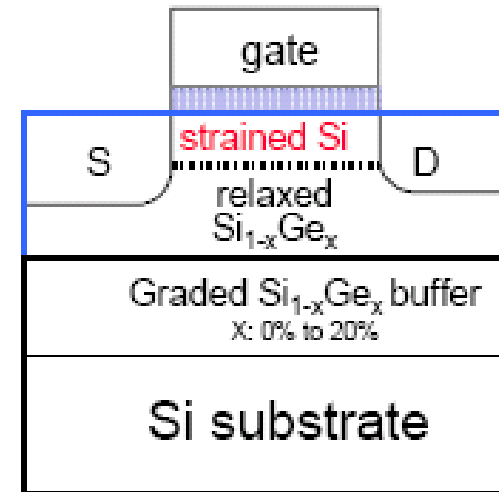 gate
strained Si
S
D
relaxed
Si₁₋ₓGeₓ
Graded Si₁₋ₓGeₓ buffer
X: 0% to 20%
Si substrate